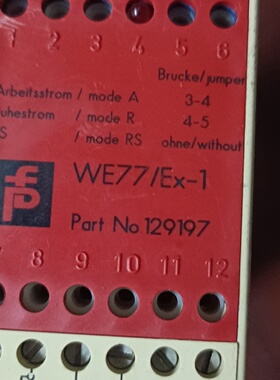 1 2 3 4 5 6
Brucke/jumper
Arbeitsstrom / mode A 3-4
uhestrom / mode R 4-5
S / mode RS ohne/without
WE77/Ex-1
Part No 129197
7 8 9 10 11 12